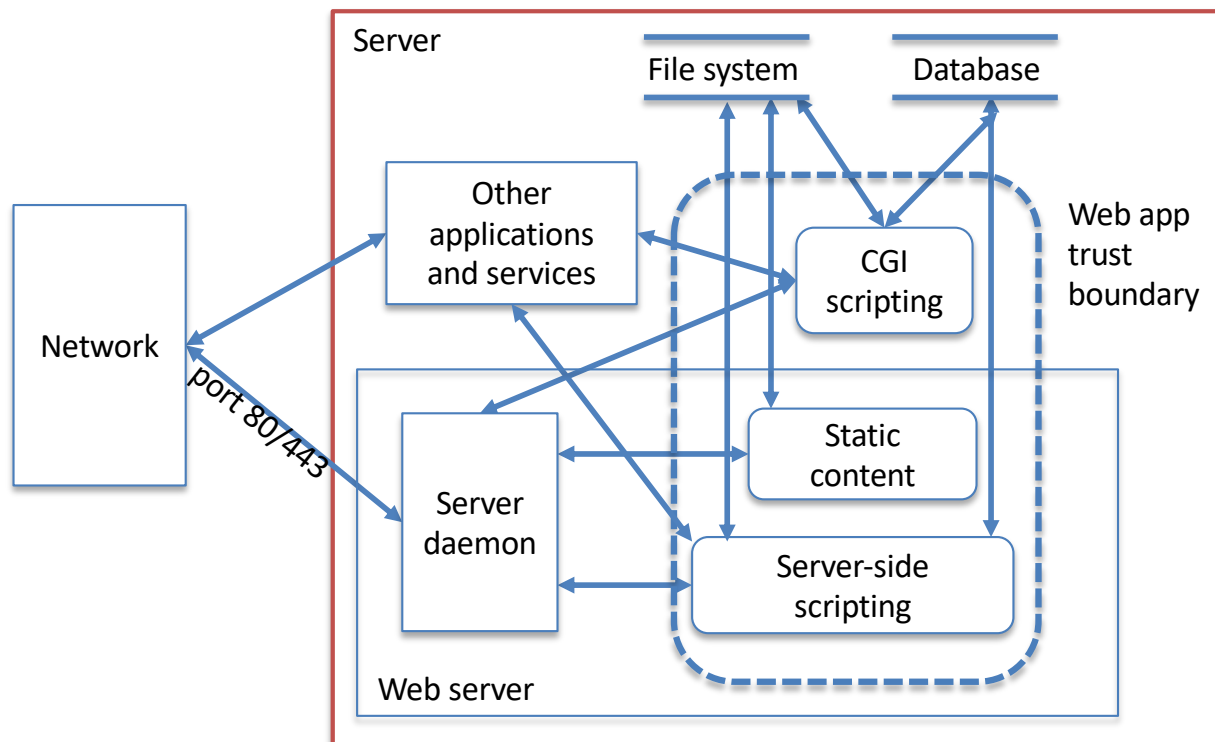 Server
File system
Database
Other
applications
and services
Web app
trust
boundary
CGI
scripting
Network
port 80/443
Static
content
Server
daemon
Server-side
scripting
Web server